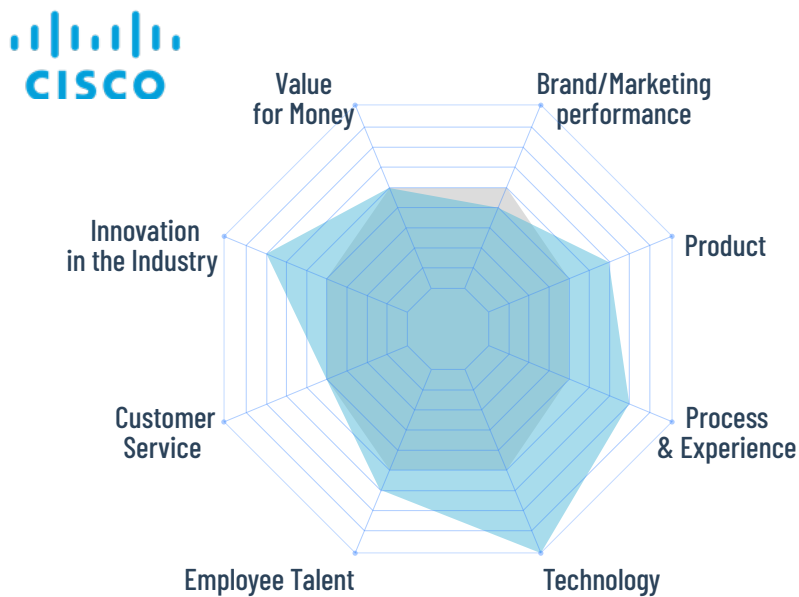 CISCO
Value
for Money
Brand/Marketing
performance
Innovation
in the Industry
Product
Customer
Service
Process
& Experience
Employee Talent
Technology